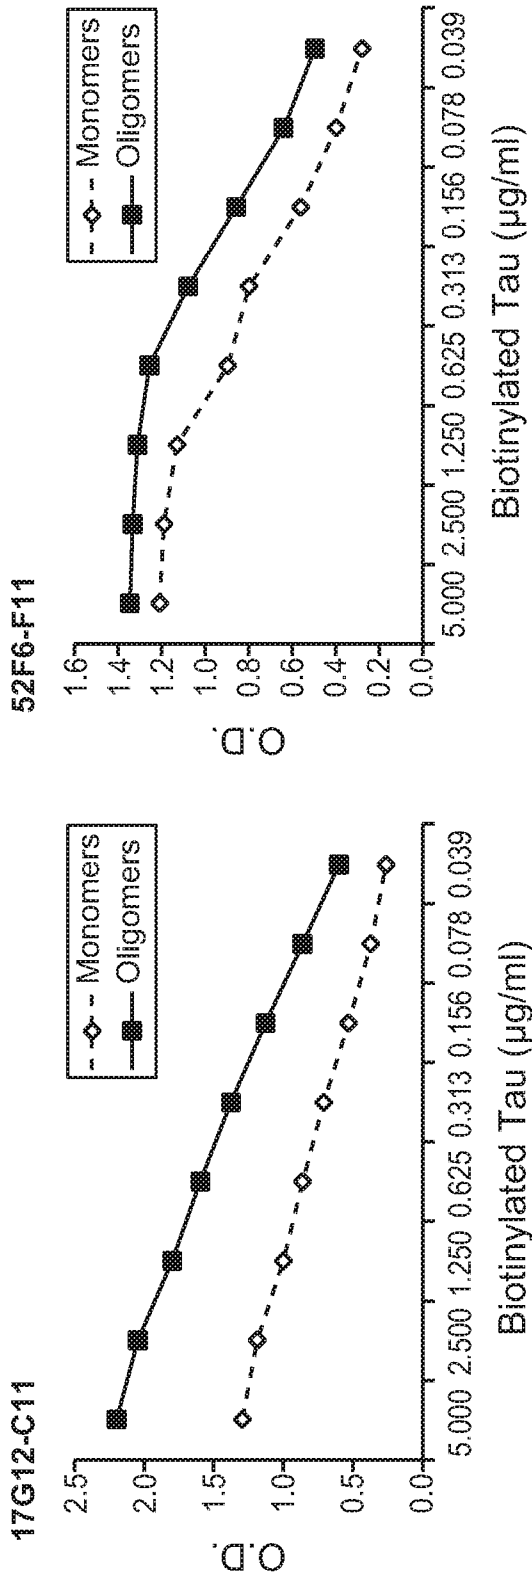 17G12-C11
Monomers
Oligomers
2.5
2.0
1.5
1.0
0.5
0.0
O.D.
5.000 2.500 1.250 0.625 0.313 0.156 0.078 0.039
Biotinylated Tau (µg/ml)
52F6-F11
Monomers
Oligomers
1.6
1.4
1.2
1.0
0.8
0.6
0.4
0.2
0.0
O.D.
5.000 2.500 1.250 0.625 0.313 0.156 0.078 0.039
Biotinylated Tau (µg/ml)